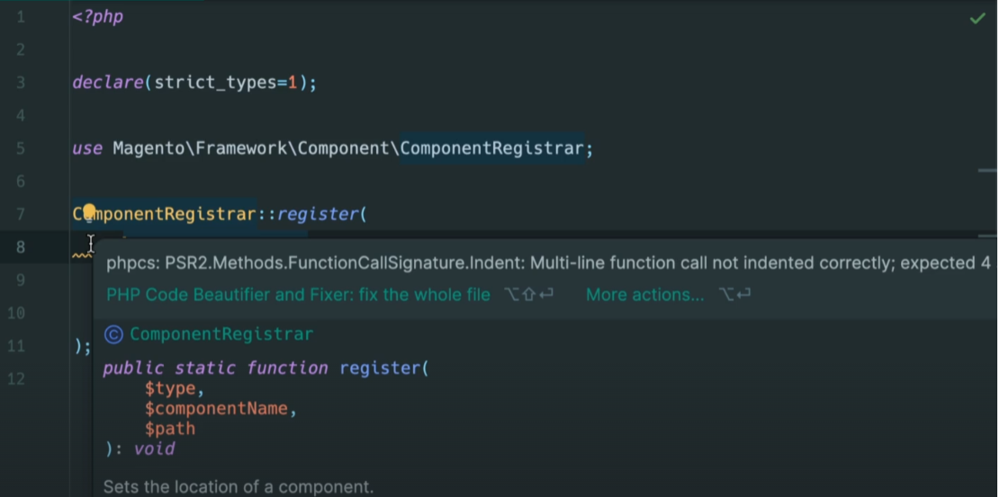 1 <?php
2
3 declare(strict_types=1);
4
5 use Magento\Framework\Component\ComponentRegistrar;
6
7 ComponentRegistrar::register(
8
phpcs: PSR2.Methods.FunctionCallSignature.Indent: Multi-line function call not indented correctly; expected 4
9
PHP Code Beautifier and Fixer: fix the whole file ⌥⇧⏎ More actions... ⌥⏎
10
ComponentRegistrar
11 );
public static function register(
12
$type,
$componentName,
$path
): void
Sets the location of a component.